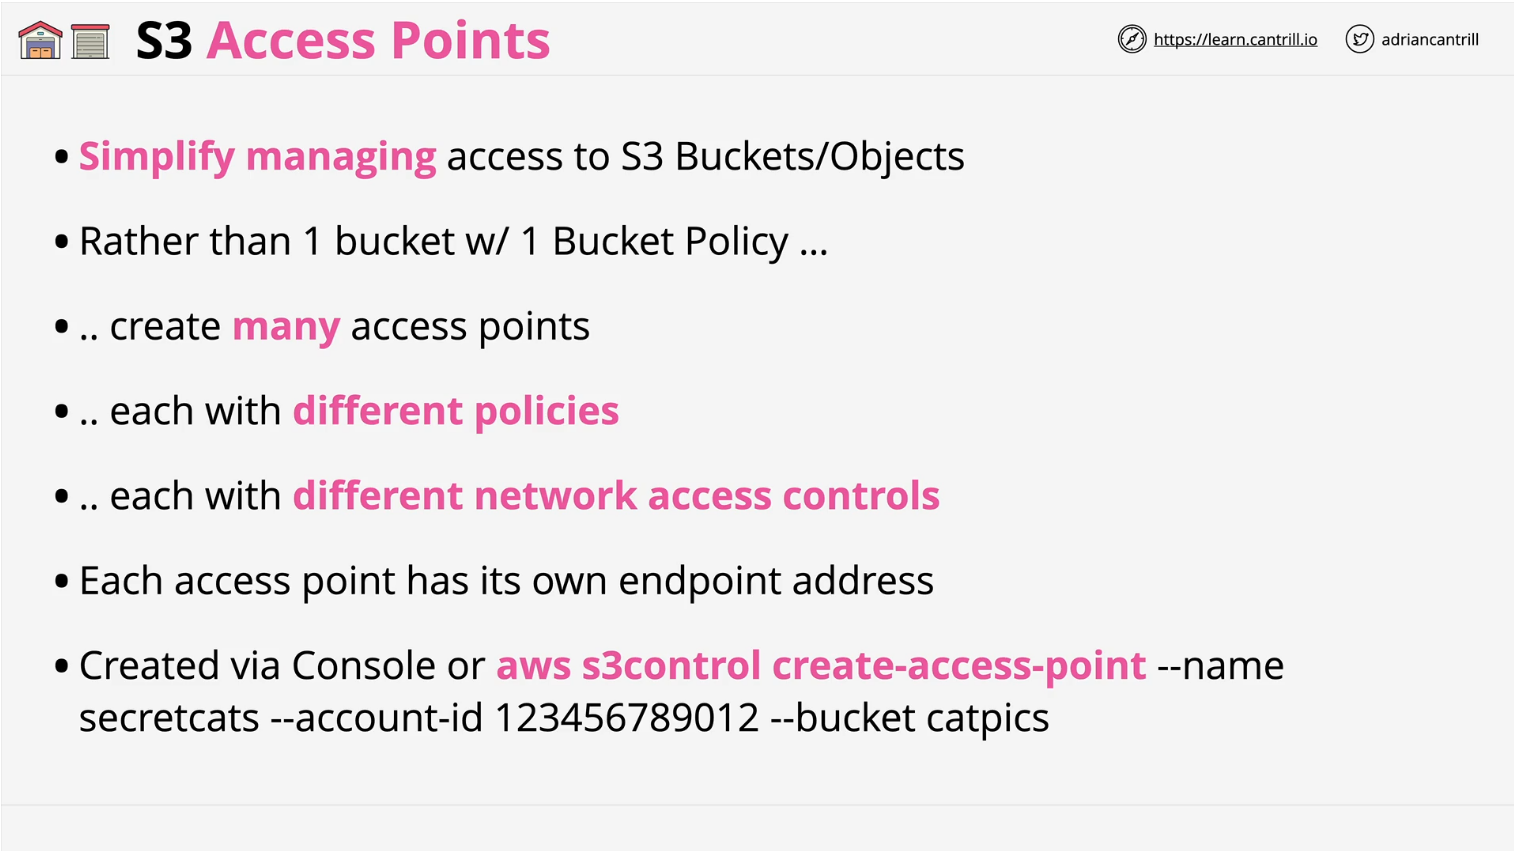 S3 Access Points
https://learn.cantrill.io
adriancantrill
• Simplify managing access to S3 Buckets/Objects
• Rather than 1 bucket w/ 1 Bucket Policy ...
• .. create many access points
• .. each with different policies
• .. each with different network access controls
• Each access point has its own endpoint address
• Created via Console or aws s3control create-access-point --name
secretcats --account-id 123456789012 --bucket catpics